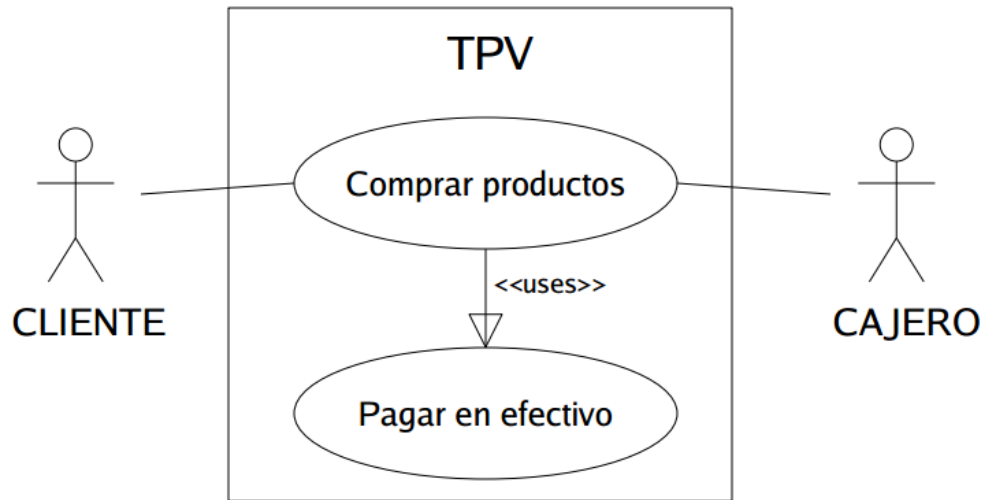 TPV
Comprar productos
<<uses>>
CLIENTE
CAJERO
Pagar en efectivo